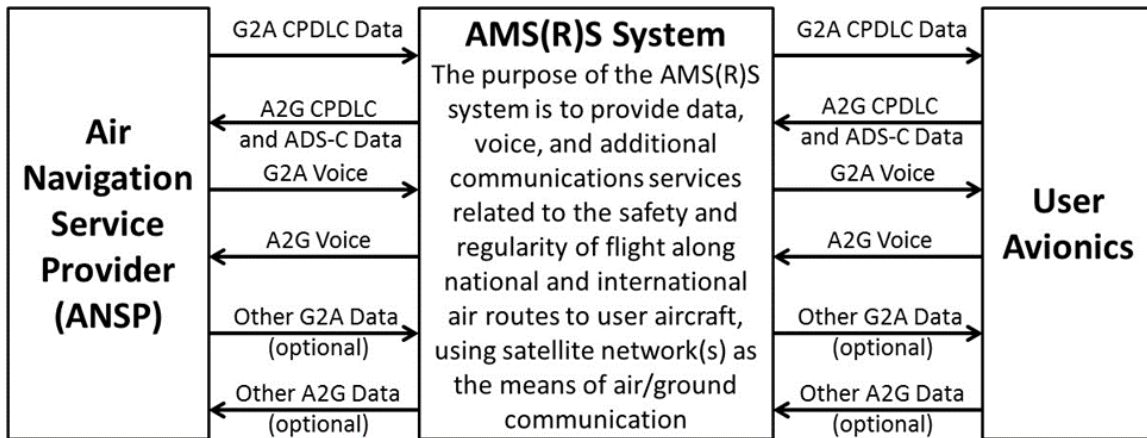 Air
Navigation
Service
Provider
(ANSP)
G2A CPDLC Data
A2G CPDLC
and ADS-C Data
G2A Voice
A2G Voice
Other G2A Data
(optional)
Other A2G Data
(optional)
AMS(R)S System
The purpose of the AMS(R)S
system is to provide data,
voice, and additional
communications services
related to the safety and
regularity of flight along
national and international
air routes to user aircraft,
using satellite network(s) as
the means of air/ground
communication
G2A CPDLC Data
A2G CPDLC
and ADS-C Data
G2A Voice
A2G Voice
Other G2A Data
(optional)
Other A2G Data
(optional)
User
Avionics